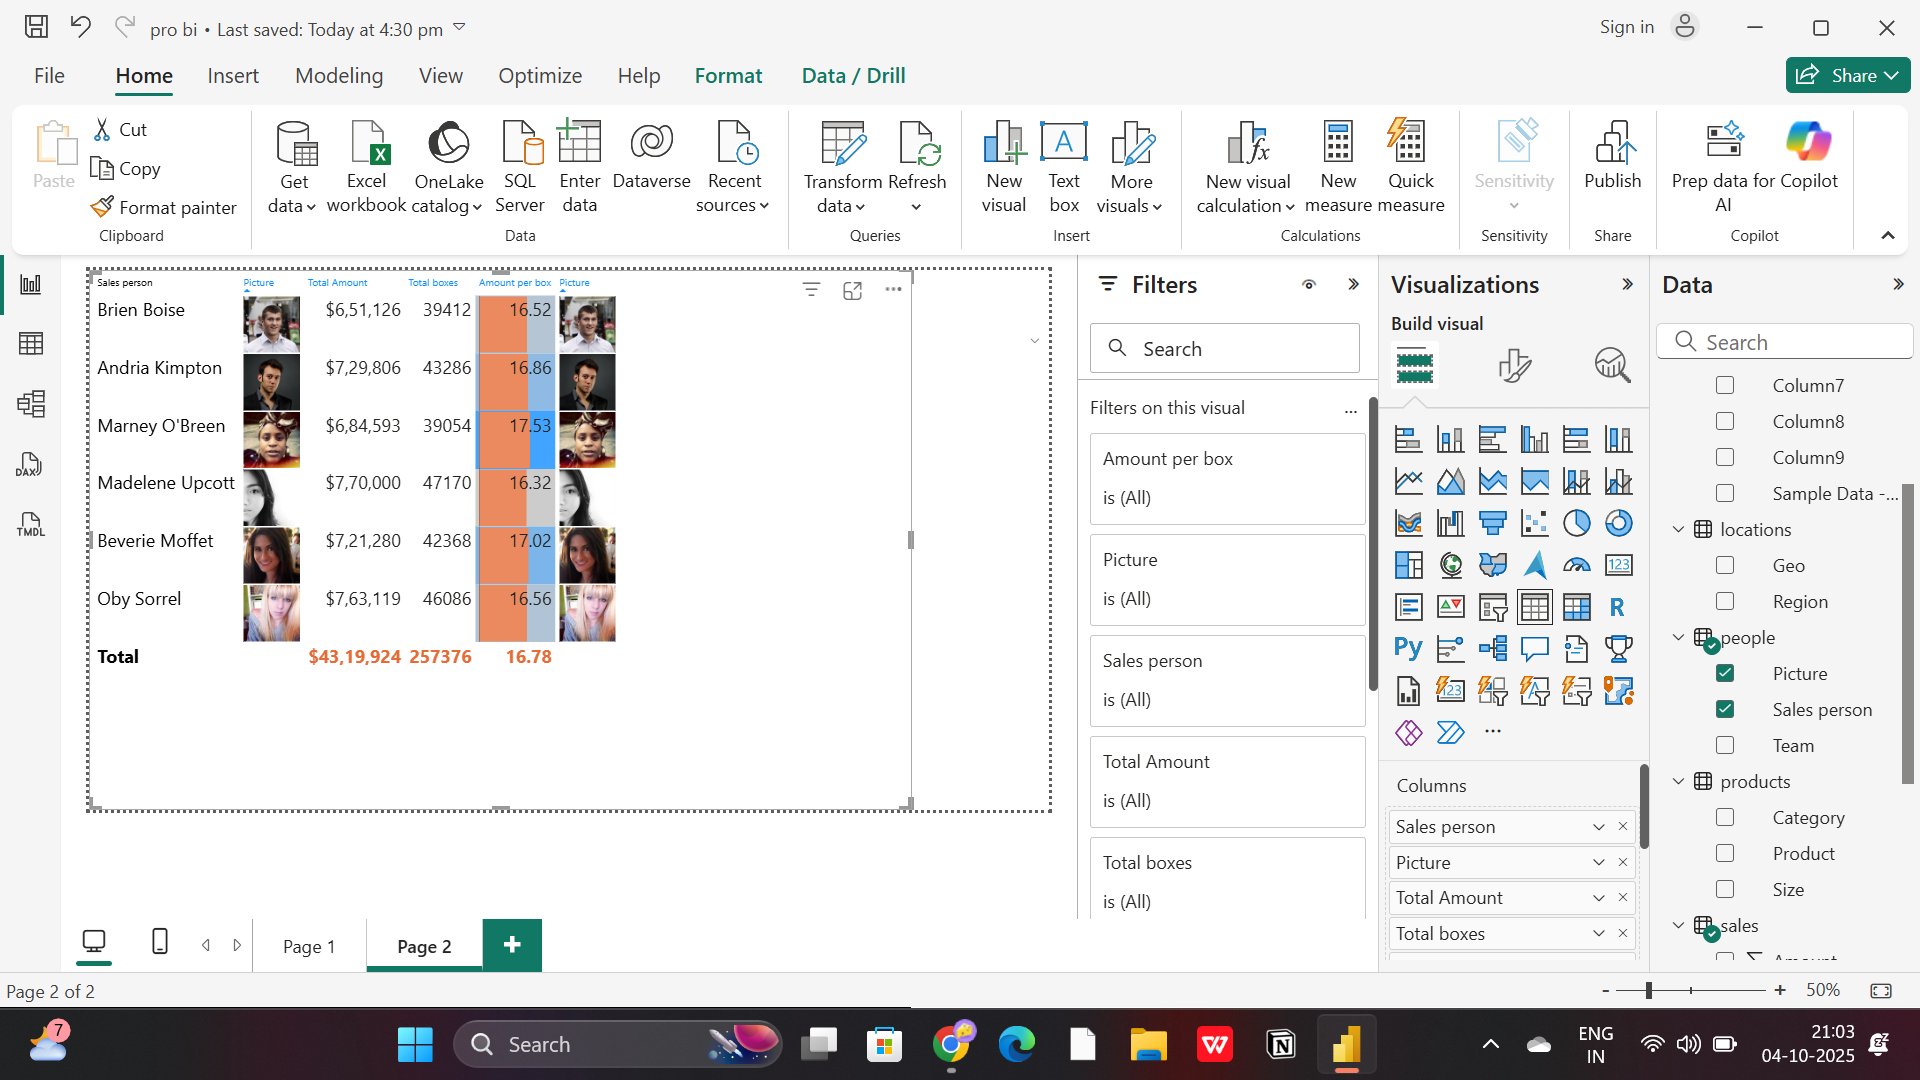 pro bi • Last saved: Today at 4:30 pm
Sign in
File Home Insert Modeling View Optimize Help Format Data / Drill
Share
Paste
Cut
Copy
Format painter
Clipboard
Get data
Excel workbook
OneLake catalog
SQL Server
Enter data
Dataverse
Recent sources
Data
Transform data
Refresh
Queries
New visual
Text box
More visuals
Insert
New visual calculation
New measure
Quick measure
Calculations
Sensitivity
Sensitivity
Publish
Share
Prep data for AI
Copilot
Copilot
DAX
TMDL
Sales person Picture Total Amount Total boxes Amount per box Picture
Brien Boise $6,51,126 39412 16.52
Andria Kimpton $7,29,806 43286 16.86
Marney O'Breen $6,84,593 39054 17.53
Madelene Upcott $7,70,000 47170 16.32
Beverie Moffet $7,21,280 42368 17.02
Oby Sorrel $7,63,119 46086 16.56
Total $43,19,924 257376 16.78
Filters
Search
Filters on this visual
Amount per box
is (All)
Picture
is (All)
Sales person
is (All)
Total Amount
is (All)
Total boxes
is (All)
Visualizations
Build visual
123
R
Py
123
Columns
Sales person
Picture
Total Amount
Total boxes
Data
Search
Column7
Column8
Column9
Sample Data -...
locations
Geo
Region
people
Picture
Sales person
Team
products
Category
Product
Size
sales
Page 1
Page 2
Page 2 of 2
- + 50%
7
Search
ENG
IN
21:03
04-10-2025